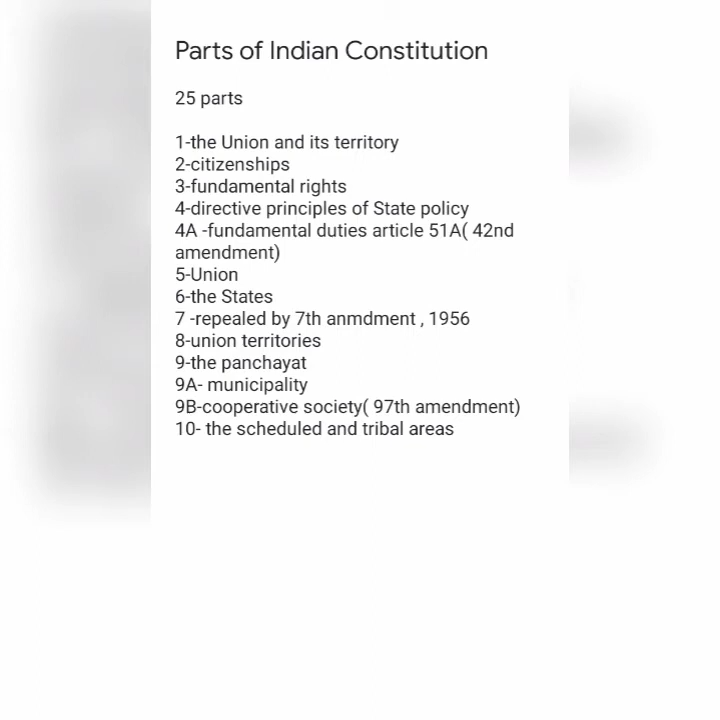 Parts of Indian Constitution
25 parts
1-the Union and its territory
2-citizenships
3-fundamental rights
4-directive principles of State policy
4A -fundamental duties article 51A( 42nd
amendment)
5-Union
6-the States
7 -repealed by 7th anmdment , 1956
8-union territories
9-the panchayat
9A- municipality
9B-cooperative society( 97th amendment)
10- the scheduled and tribal areas